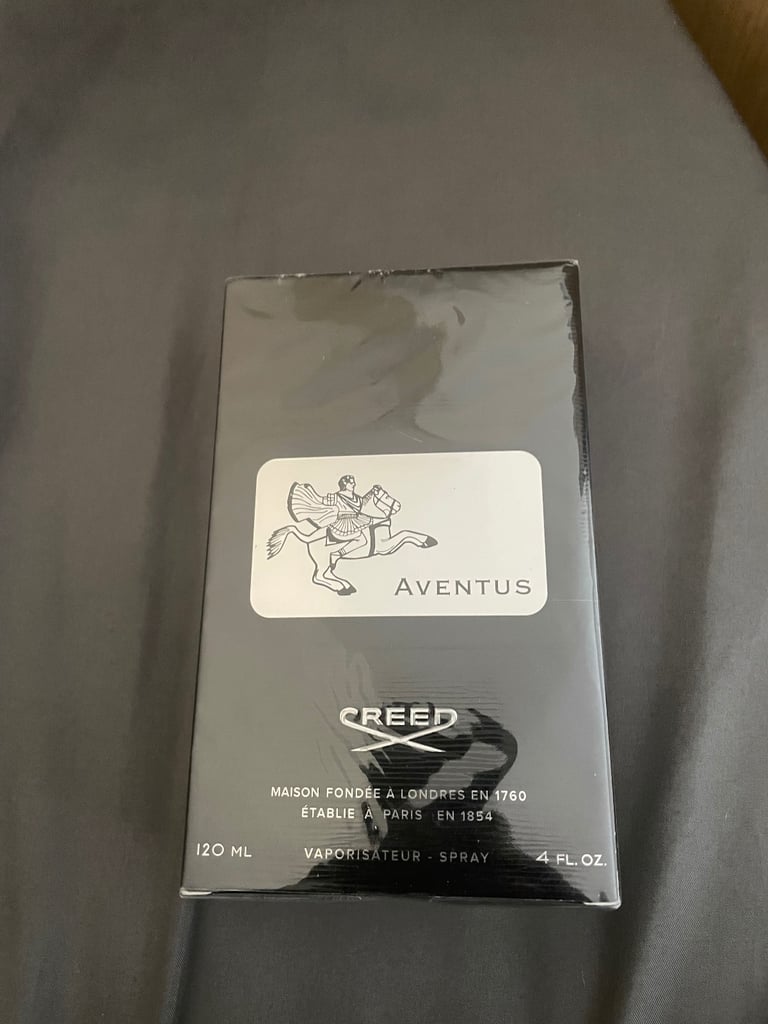 AVENTUS
CREED
MAISON FONDÉE À LONDRES EN 1760
ÉTABLIE À PARIS EN 1854
120 ML VAPORISATEUR - SPRAY 4 FL. OZ.